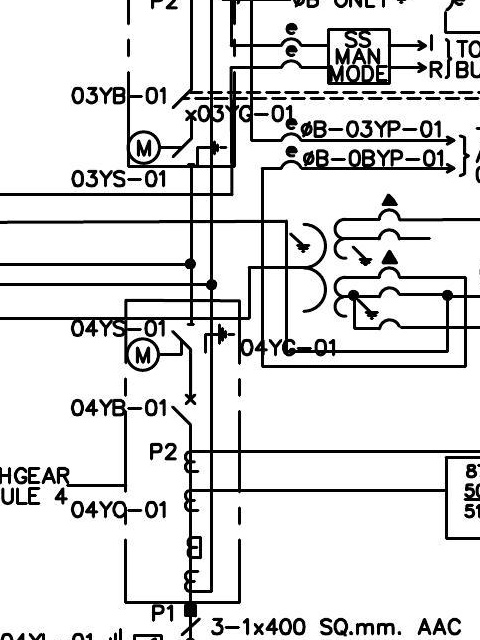 P2
ØB ONLY
e
e
SS
MAN
MODE
I
R
TO
BU
03YB-01
03YG-01
M
e
ØB-03YP-01
e
ØB-0BYP-01
03YS-01
04YS-01
M
04YG-01
04YB-01
P2
HGEAR
ULE 4
04YQ-01
87
50
51
P1
3-1x400 SQ.mm. AAC
04YL-01